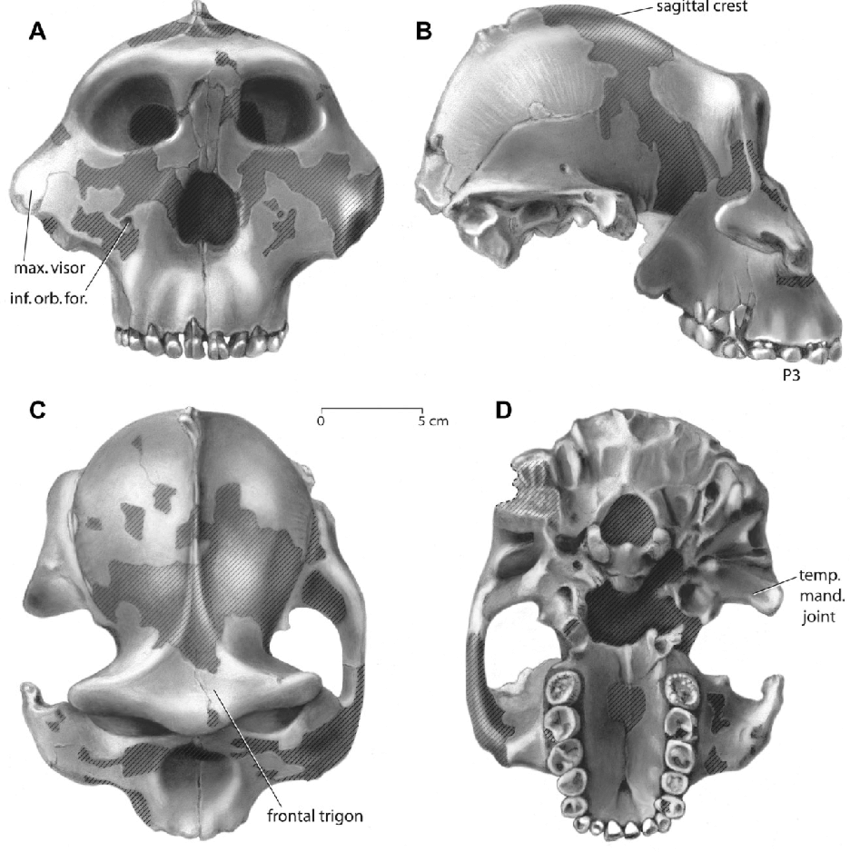 A
B
sagittal crest
max. visor
inf. orb. for.
P3
C
0 5 cm
D
temp.
mand.
joint
frontal trigon